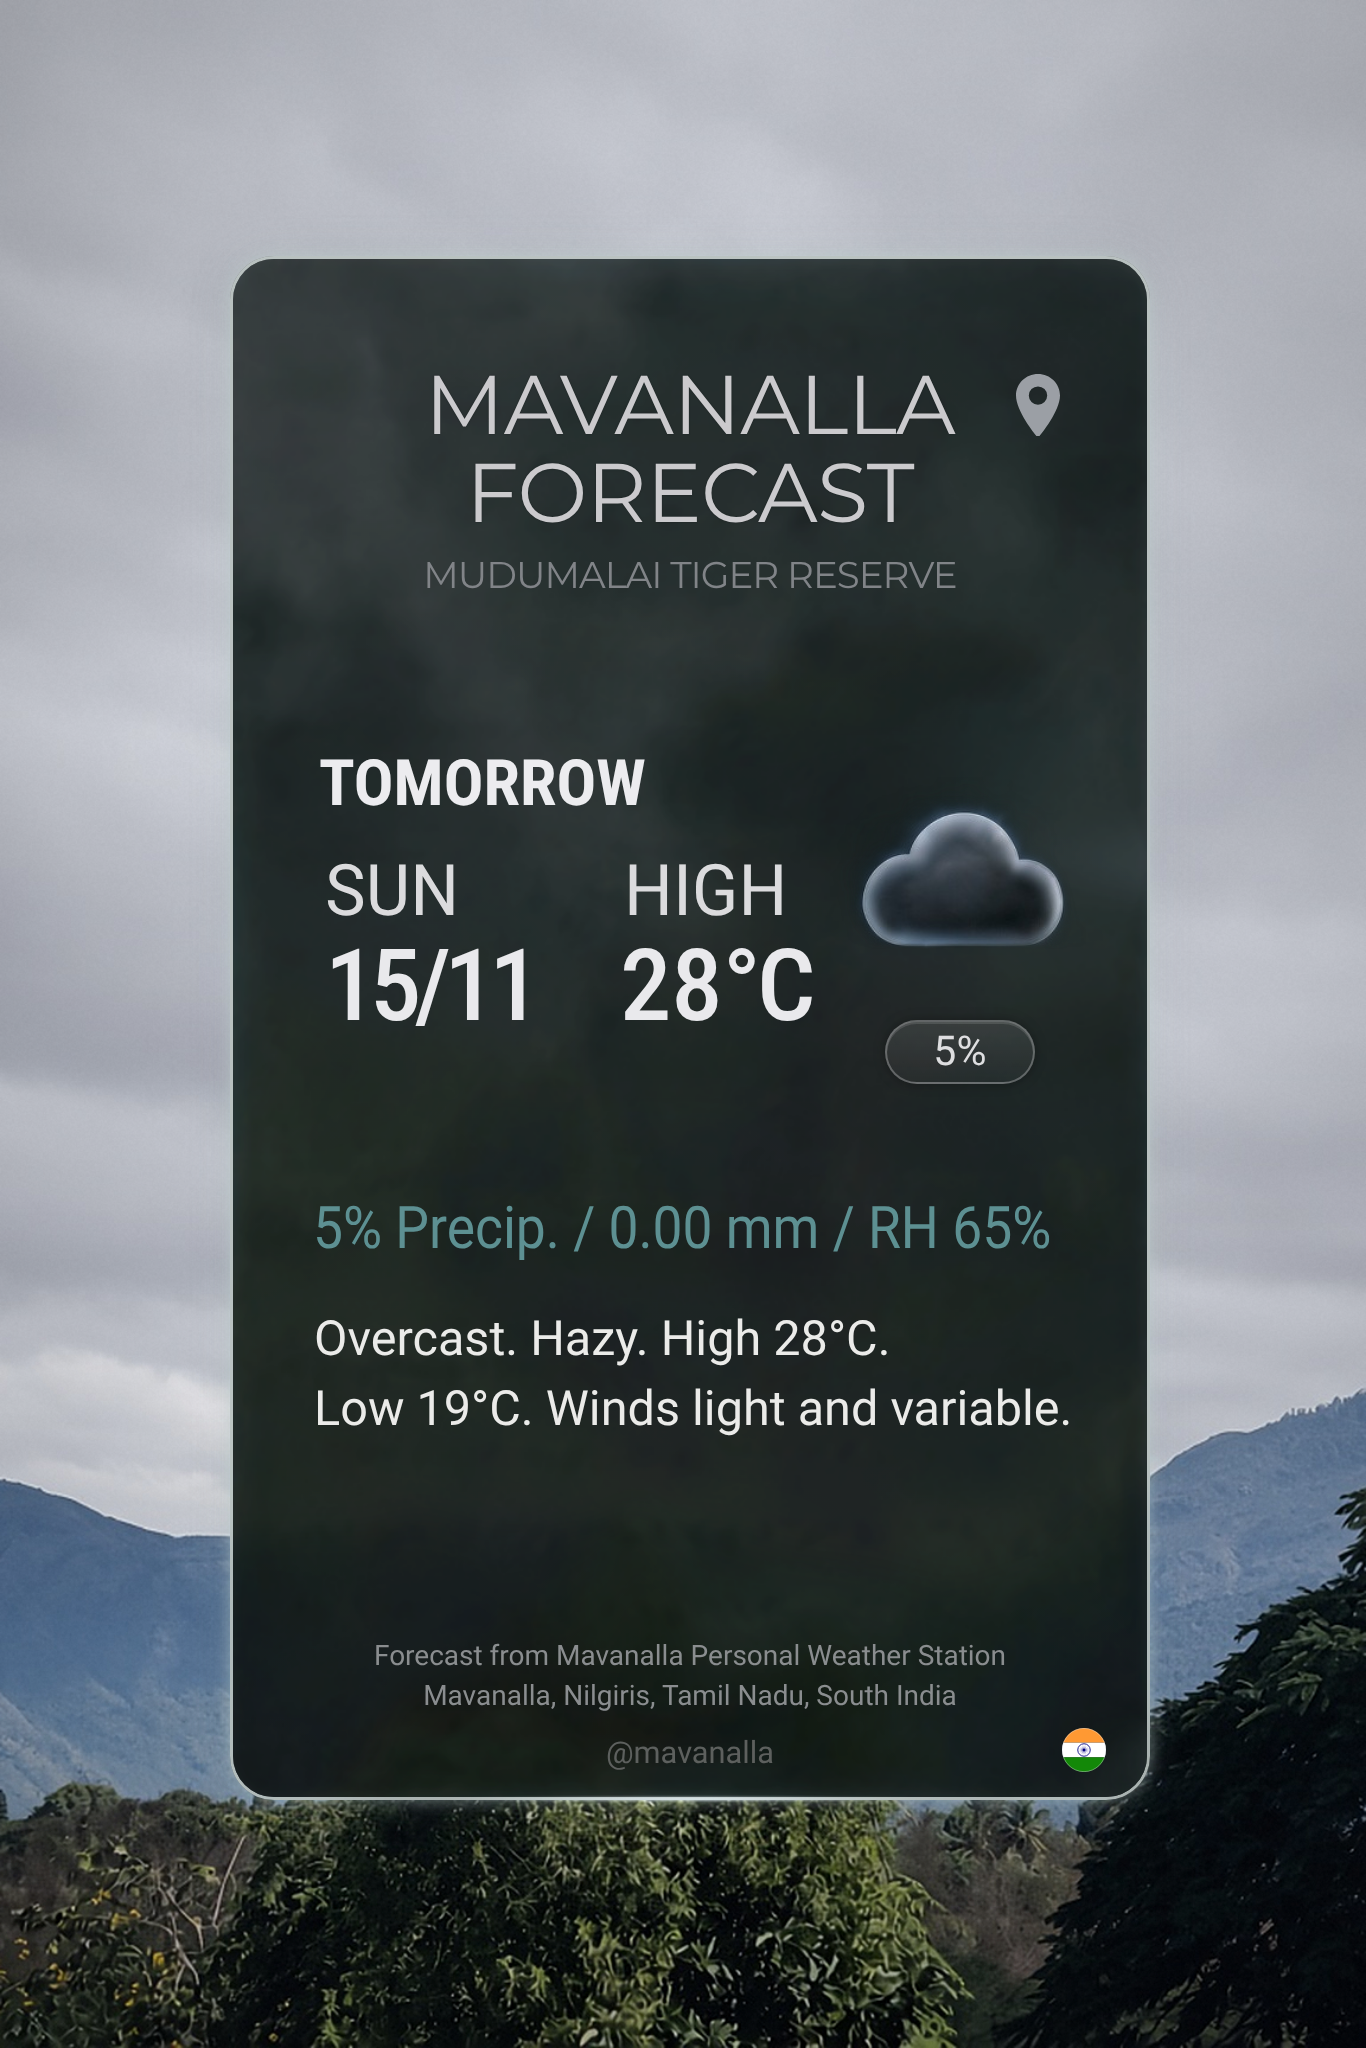 MAVANALLA
FORECAST
MUDUMALAI TIGER RESERVE
TOMORROW
SUN HIGH
15/11 28°C
5%
5% Precip. / 0.00 mm / RH 65%
Overcast. Hazy. High 28°C.
Low 19°C. Winds light and variable.
Forecast from Mavanalla Personal Weather Station
Mavanalla, Nilgiris, Tamil Nadu, South India
@mavanalla